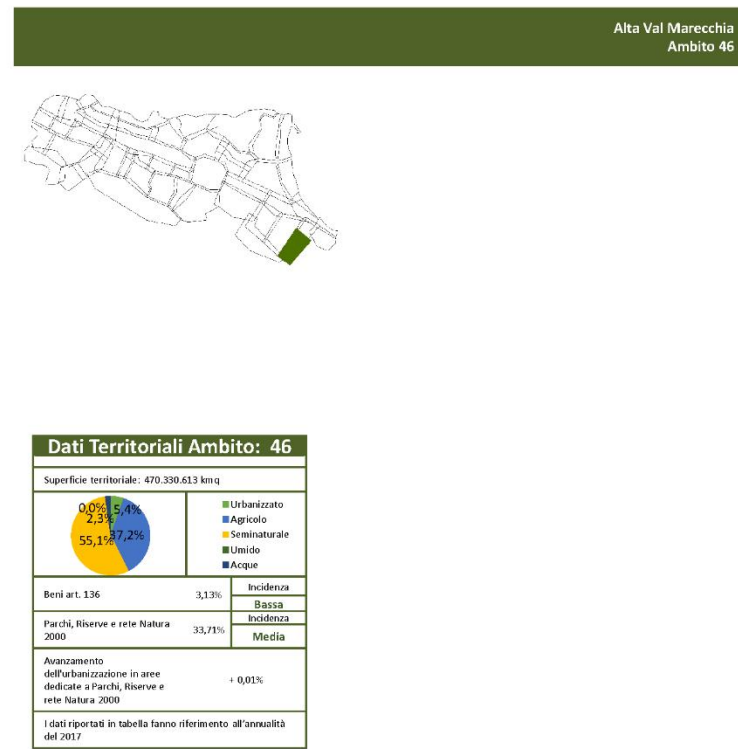 Alta Val Marecchia
Ambito 46
Dati Territoriali Ambito: 46
Superficie territoriale: 470.330.613 kmq
0,0%
5,4%
2,3%
37,2%
55,1%
Urbanizzato
Agricolo
Seminaturale
Umido
Acque
Beni art. 136
3,13%
Incidenza
Bassa
Parchi, Riserve e rete Natura
2000
33,71%
Incidenza
Media
Avanzamento
dell'urbanizzazione in aree
dedicate a Parchi, Riserve e
rete Natura 2000
+ 0,01%
I dati riportati in tabella fanno riferimento all'annualità
del 2017